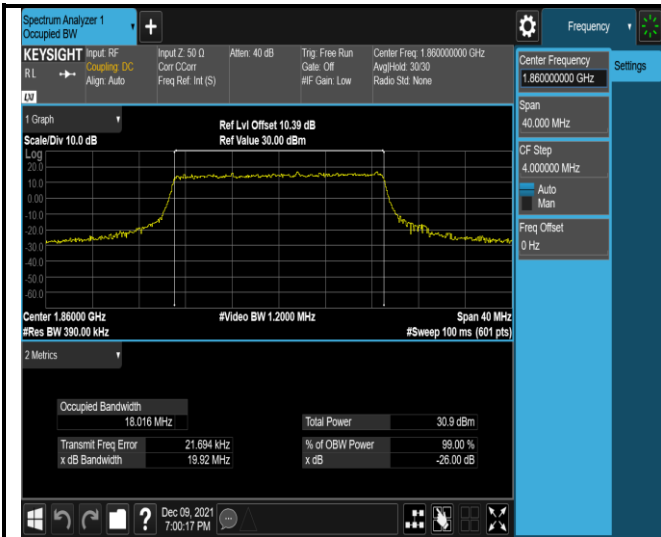 Spectrum Analyzer 1
Occupied BW
+
Frequency
KEYSIGHT
R L
LXI
Input: RF
Coupling: DC
Align: Auto
Input Z: 50 Ω
Corr CCorr
Freq Ref: Int (S)
Atten: 40 dB
Trig: Free Run
Gate: Off
#IF Gain: Low
Center Freq: 1.860000000 GHz
Avg|Hold: 30/30
Radio Std: None
Center Frequency
1.860000000 GHz
Settings
Span
40.000 MHz
CF Step
4.000000 MHz
Auto
Man
Freq Offset
0 Hz
1 Graph
Scale/Div 10.0 dB
Ref Lvl Offset 10.39 dB
Ref Value 30.00 dBm
Log
20.0
10.0
0.00
-10.0
-20.0
-30.0
-40.0
-50.0
-60.0
Center 1.86000 GHz
#Video BW 1.2000 MHz
Span 40 MHz
#Res BW 390.00 kHz
#Sweep 100 ms (601 pts)
2 Metrics
Occupied Bandwidth
18.016 MHz
Total Power 30.9 dBm
Transmit Freq Error 21.694 kHz
% of OBW Power 99.00 %
x dB Bandwidth 19.92 MHz
x dB -26.00 dB
?
Dec 09, 2021
7:00:17 PM